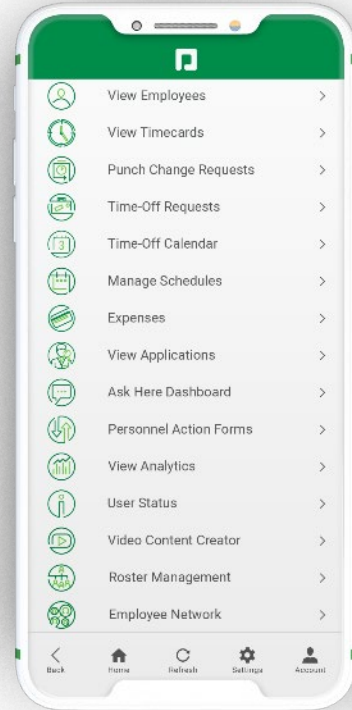 View Employees
View Timecards
Punch Change Requests
Time-Off Requests
3
Time-Off Calendar
Manage Schedules
Expenses
View Applications
Ask Here Dashboard
Personnel Action Forms
View Analytics
User Status
Video Content Creator
Roster Management
Employee Network
Back Home Refresh Settings Account